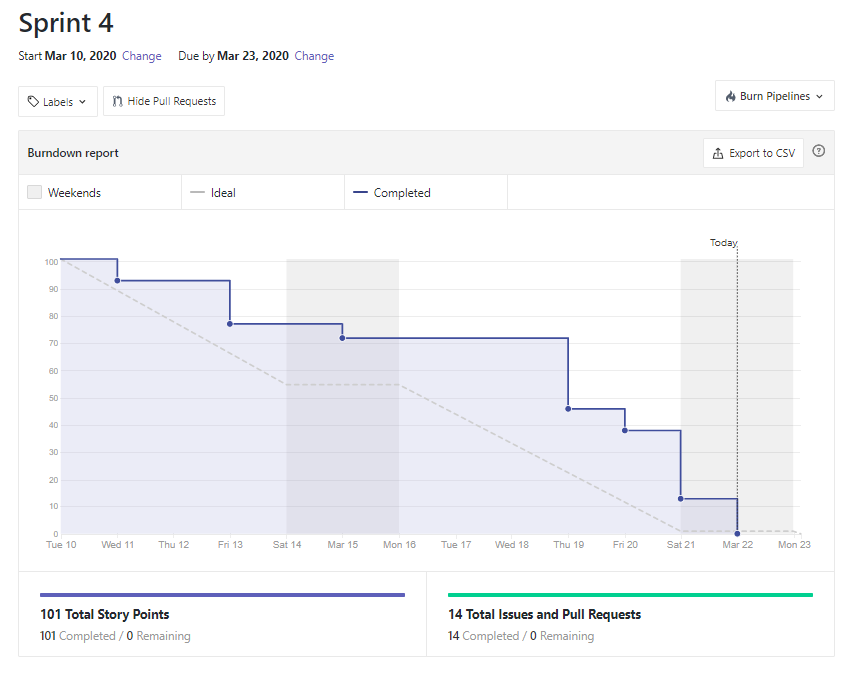 Sprint 4
Start Mar 10, 2020 Change Due by Mar 23, 2020 Change
Labels Hide Pull Requests Burn Pipelines
Burndown report Export to CSV ?
Weekends Ideal Completed
Today
100
90
80
70
60
50
40
30
20
10
0
Tue 10 Wed 11 Thu 12 Fri 13 Sat 14 Mar 15 Mon 16 Tue 17 Wed 18 Thu 19 Fri 20 Sat 21 Mar 22 Mon 23
101 Total Story Points
101 Completed / 0 Remaining
14 Total Issues and Pull Requests
14 Completed / 0 Remaining